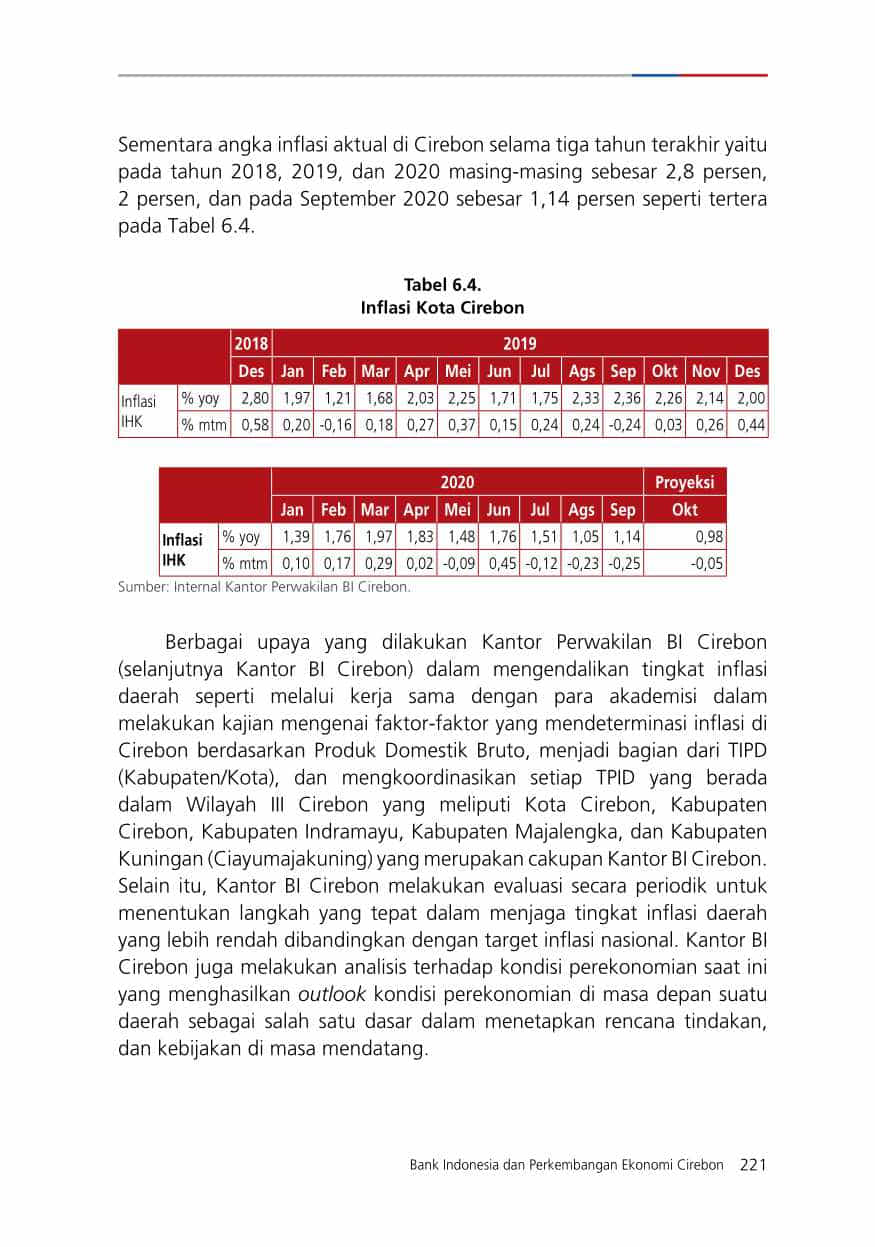 Sementara angka inflasi aktual di Cirebon selama tiga tahun terakhir yaitu
pada tahun 2018, 2019, dan 2020 masing-masing sebesar 2,8 persen,
2 persen, dan pada September 2020 sebesar 1,14 persen seperti tertera
pada Tabel 6.4.
Tabel 6.4.
Inflasi Kota Cirebon
2018 2019
Des Jan Feb Mar Apr Mei Jun Jul Ags Sep Okt Nov Des
Inflasi IHK % yoy 2,80 1,97 1,21 1,68 2,03 2,25 1,71 1,75 2,33 2,36 2,26 2,14 2,00
% mtm 0,58 0,20 -0,16 0,18 0,27 0,37 0,15 0,24 0,24 -0,24 0,03 0,26 0,44
2020 Proyeksi
Jan Feb Mar Apr Mei Jun Jul Ags Sep Okt
Inflasi IHK % yoy 1,39 1,76 1,97 1,83 1,48 1,76 1,51 1,05 1,14 0,98
% mtm 0,10 0,17 0,29 0,02 -0,09 0,45 -0,12 -0,23 -0,25 -0,05
Sumber: Internal Kantor Perwakilan BI Cirebon.
Berbagai upaya yang dilakukan Kantor Perwakilan BI Cirebon
(selanjutnya Kantor BI Cirebon) dalam mengendalikan tingkat inflasi
daerah seperti melalui kerja sama dengan para akademisi dalam
melakukan kajian mengenai faktor-faktor yang mendeterminasi inflasi di
Cirebon berdasarkan Produk Domestik Bruto, menjadi bagian dari TIPD
(Kabupaten/Kota), dan mengkoordinasikan setiap TPID yang berada
dalam Wilayah III Cirebon yang meliputi Kota Cirebon, Kabupaten
Cirebon, Kabupaten Indramayu, Kabupaten Majalengka, dan Kabupaten
Kuningan (Ciayumajakuning) yang merupakan cakupan Kantor BI Cirebon.
Selain itu, Kantor BI Cirebon melakukan evaluasi secara periodik untuk
menentukan langkah yang tepat dalam menjaga tingkat inflasi daerah
yang lebih rendah dibandingkan dengan target inflasi nasional. Kantor BI
Cirebon juga melakukan analisis terhadap kondisi perekonomian saat ini
yang menghasilkan outlook kondisi perekonomian di masa depan suatu
daerah sebagai salah satu dasar dalam menetapkan rencana tindakan,
dan kebijakan di masa mendatang.
Bank Indonesia dan Perkembangan Ekonomi Cirebon 221